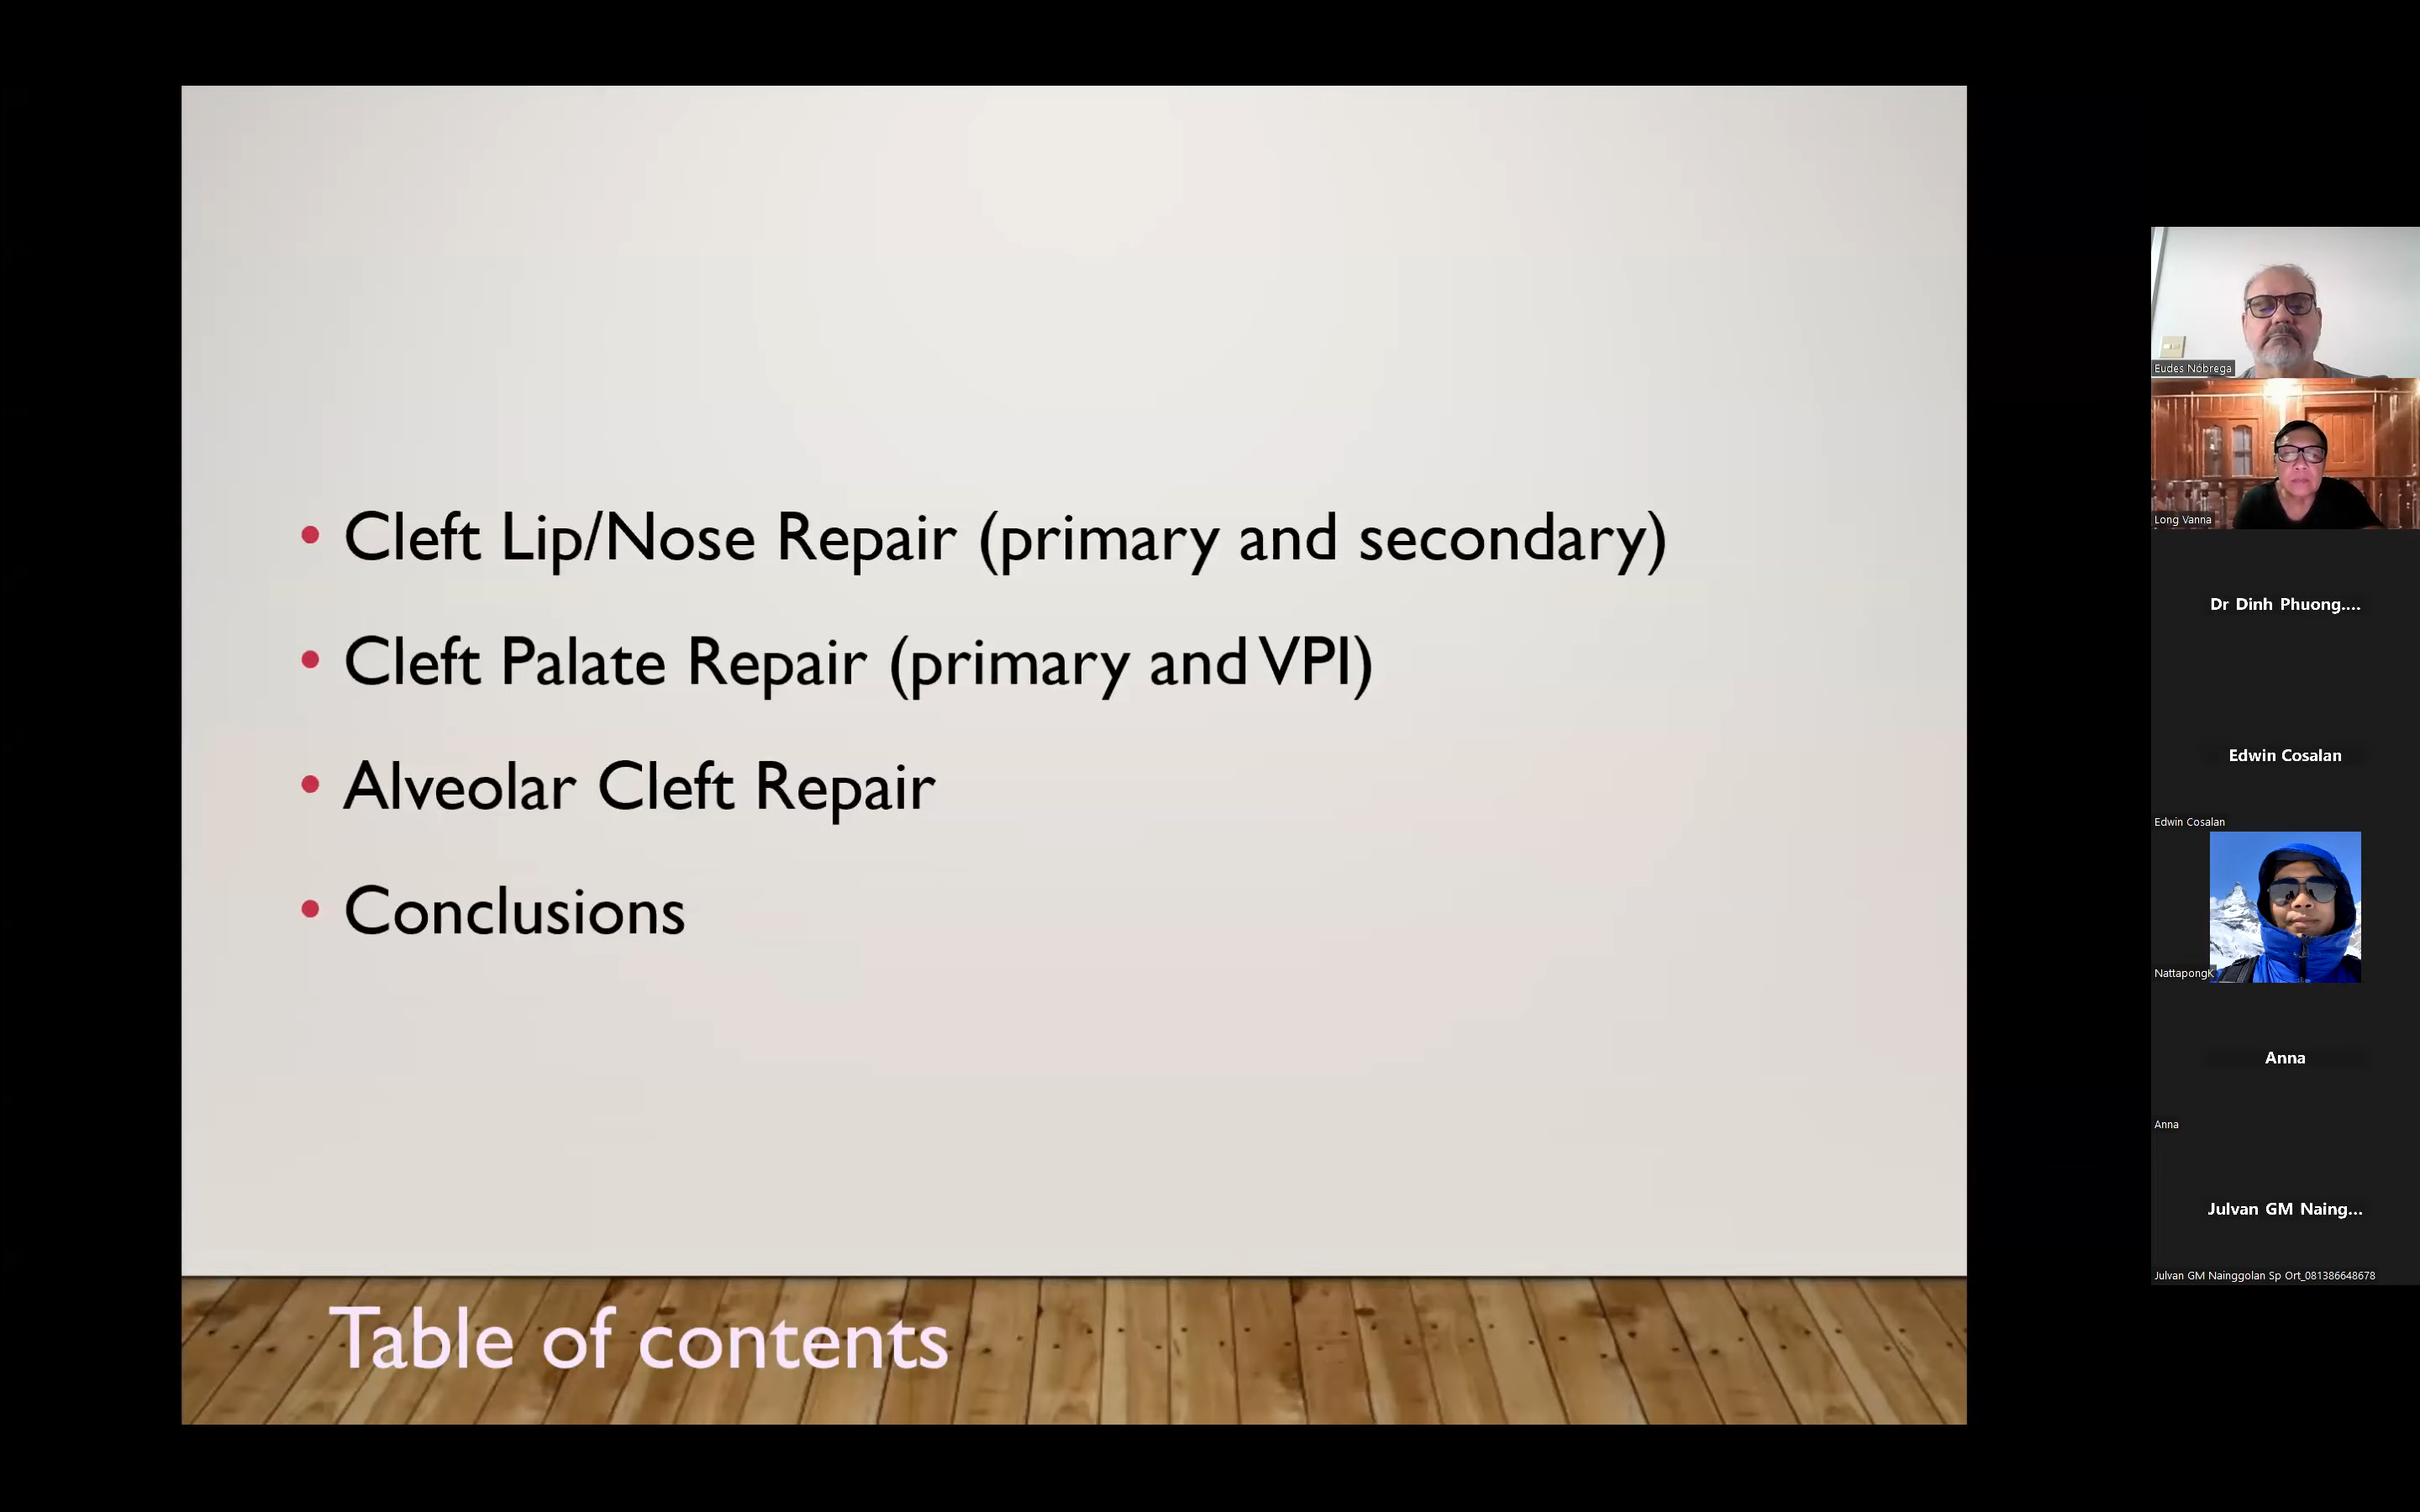 • Cleft Lip/Nose Repair (primary and secondary)
• Cleft Palate Repair (primary and VPI)
• Alveolar Cleft Repair
• Conclusions
Table of contents
Eudes Nóbrega
Long Vanna
Dr Dinh Phuong....
Edwin Cosalan
Edwin Cosalan
NattapongK
Anna
Anna
Julvan GM Naing...
Julvan GM Nainggolan Sp Ort_081386648678